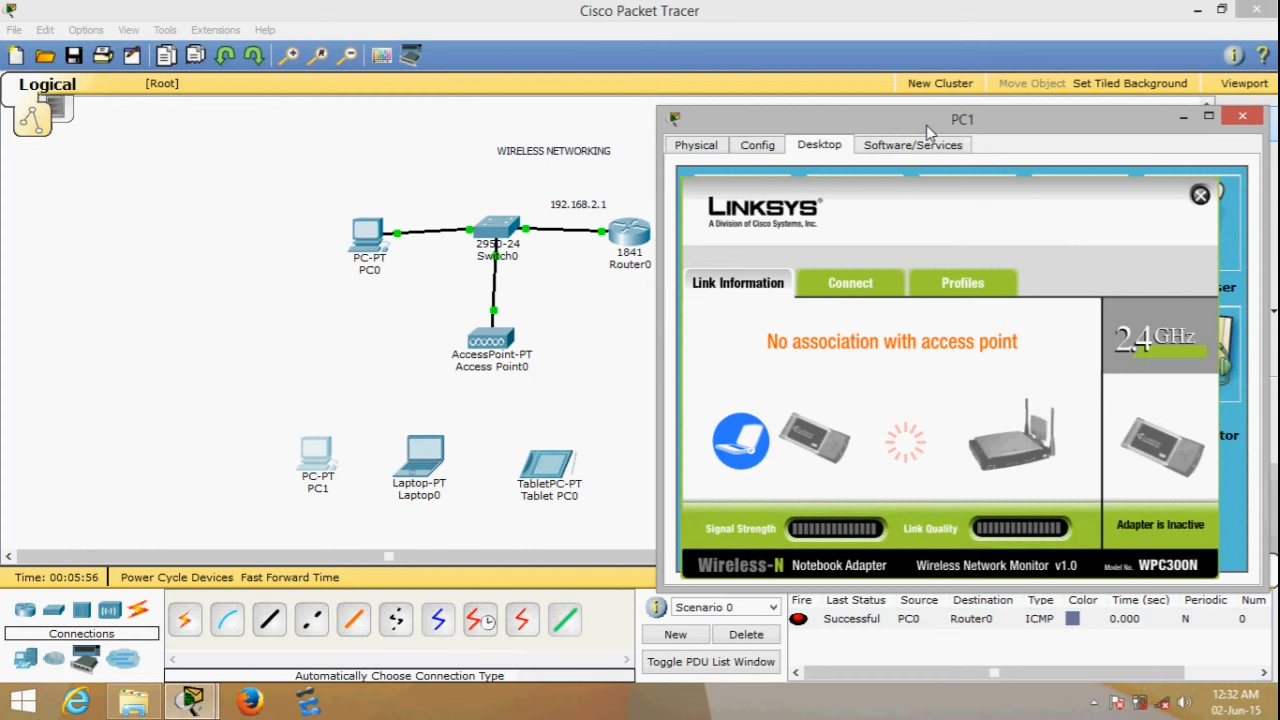 Cisco Packet Tracer
File Edit Options View Tools Extensions Help
Logical
[Root]
New Cluster
Move Object
Set Tiled Background
Viewport
WIRELESS NETWORKING
192.168.2.1
PC-PT
PC0
2950-24
Switch0
1841
Router0
AccessPoint-PT
Access Point0
PC-PT
PC1
Laptop-PT
Laptop0
TabletPC-PT
Tablet PC0
PC1
Physical Config Desktop Software/Services
LINKSYS®
A Division of Cisco Systems, Inc.
Link Information Connect Profiles
No association with access point
2.4GHz
Signal Strength
Link Quality
Adapter is Inactive
Wireless-N Notebook Adapter
Wireless Network Monitor v1.0
Model No. WPC300N
ser
tor
Time: 00:05:56
Power Cycle Devices Fast Forward Time
Connections
Automatically Choose Connection Type
Scenario 0
New
Delete
Toggle PDU List Window
Fire Last Status Source Destination Type Color Time (sec) Periodic Num
Successful PC0 Router0 ICMP 0.000 N 0
12:32 AM
02-Jun-15